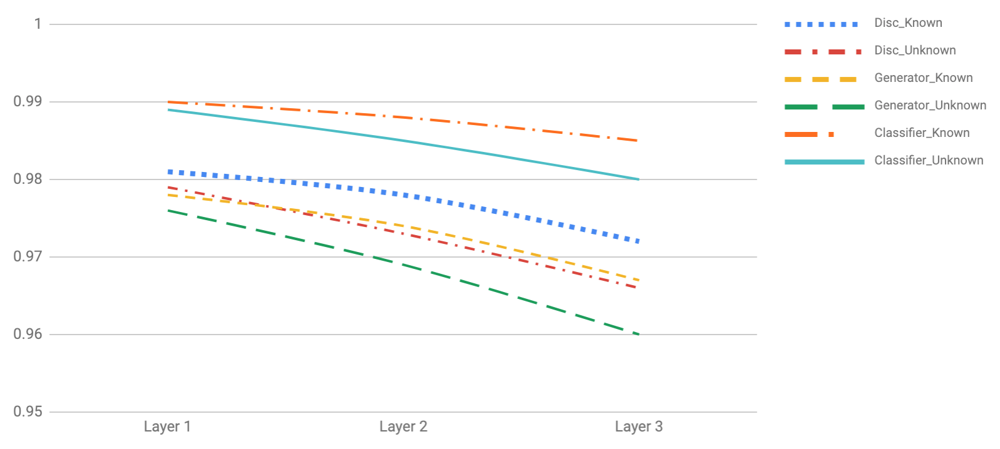 1
0.99
0.98
0.97
0.96
0.95
Layer 1
Layer 2
Layer 3
Disc_Known
Disc_Unknown
Generator_Known
Generator_Unknown
Classifier_Known
Classifier_Unknown